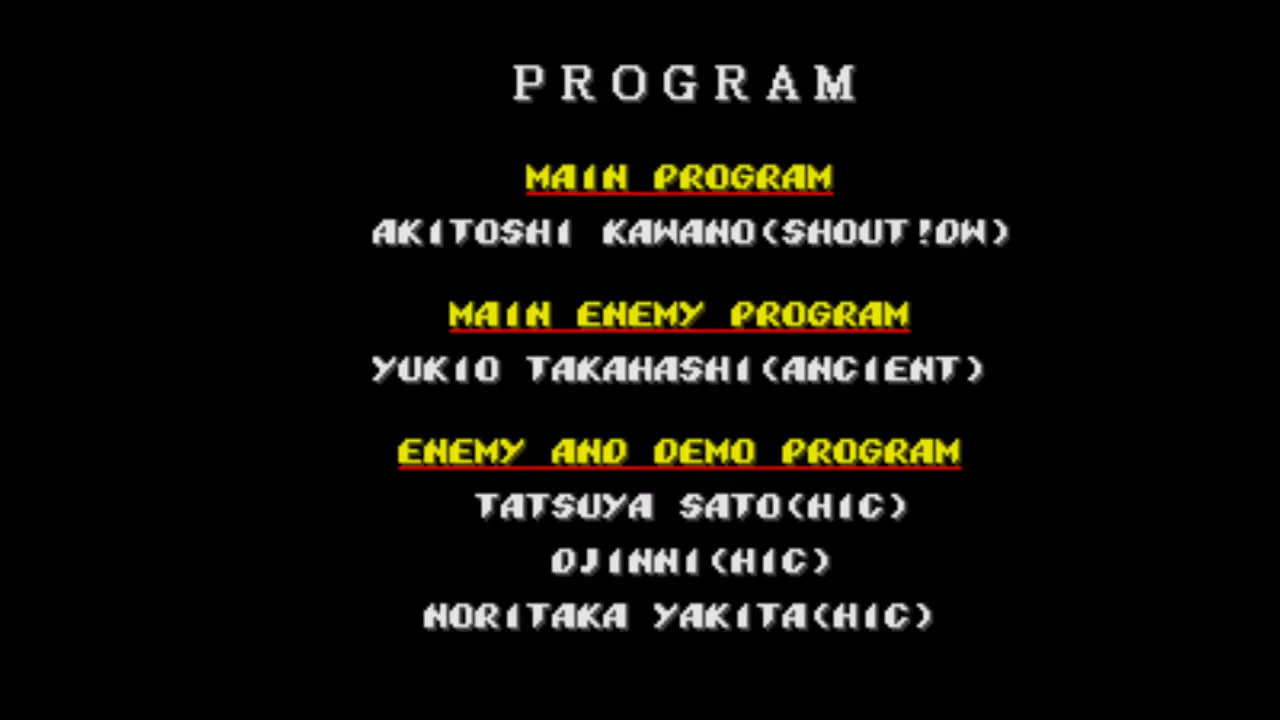 PROGRAM
MAIN PROGRAM
AKITOSHI KAWANO(SHOUT!DW)
MAIN ENEMY PROGRAM
YUKIO TAKAHASHI(ANCIENT)
ENEMY AND DEMO PROGRAM
TATSUYA SATO(HIC)
DJINNI(HIC)
NORITAKA YAKITA(HIC)